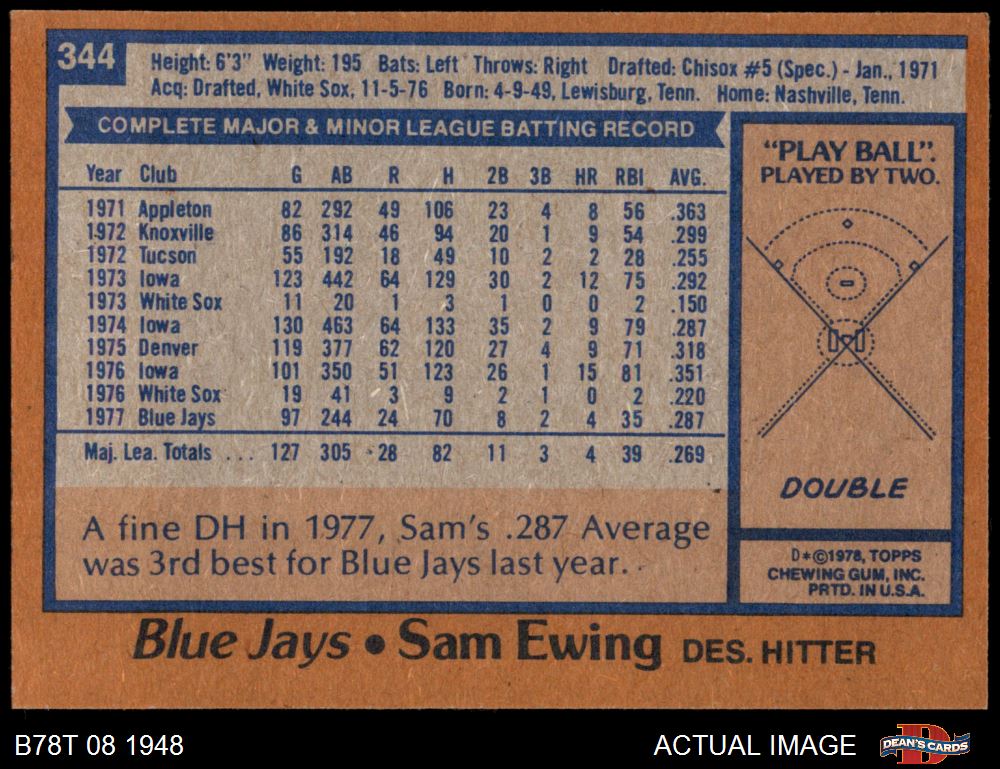 344
Height: 6'3" Weight: 195 Bats: Left Throws: Right Drafted: Chisox #5 (Spec.) - Jan., 1971
Acq: Drafted, White Sox, 11-5-76 Born: 4-9-49, Lewisburg, Tenn. Home: Nashville, Tenn.
COMPLETE MAJOR & MINOR LEAGUE BATTING RECORD
Year Club G AB R H 2B 3B HR RBI AVG.
1971 Appleton 82 292 49 106 23 4 8 56 .363
1972 Knoxville 86 314 46 94 20 1 9 54 .299
1972 Tucson 55 192 18 49 10 2 2 28 .255
1973 Iowa 123 442 64 129 30 2 12 75 .292
1973 White Sox 11 20 1 3 1 0 0 2 .150
1974 Iowa 130 463 64 133 35 2 9 79 .287
1975 Denver 119 377 62 120 27 4 9 71 .318
1976 Iowa 101 350 51 123 26 1 15 81 .351
1976 White Sox 19 41 3 9 2 1 0 2 .220
1977 Blue Jays 97 244 24 70 8 2 4 35 .287
Maj. Lea. Totals ... 127 305 28 82 11 3 4 39 .269
A fine DH in 1977, Sam's .287 Average
was 3rd best for Blue Jays last year.
"PLAY BALL".
PLAYED BY TWO.
DOUBLE
D*©1978, TOPPS
CHEWING GUM, INC.
PRTD. IN U.S.A.
Blue Jays • Sam Ewing DES. HITTER
B78T 08 1948
ACTUAL IMAGE
DEAN'S CARDS